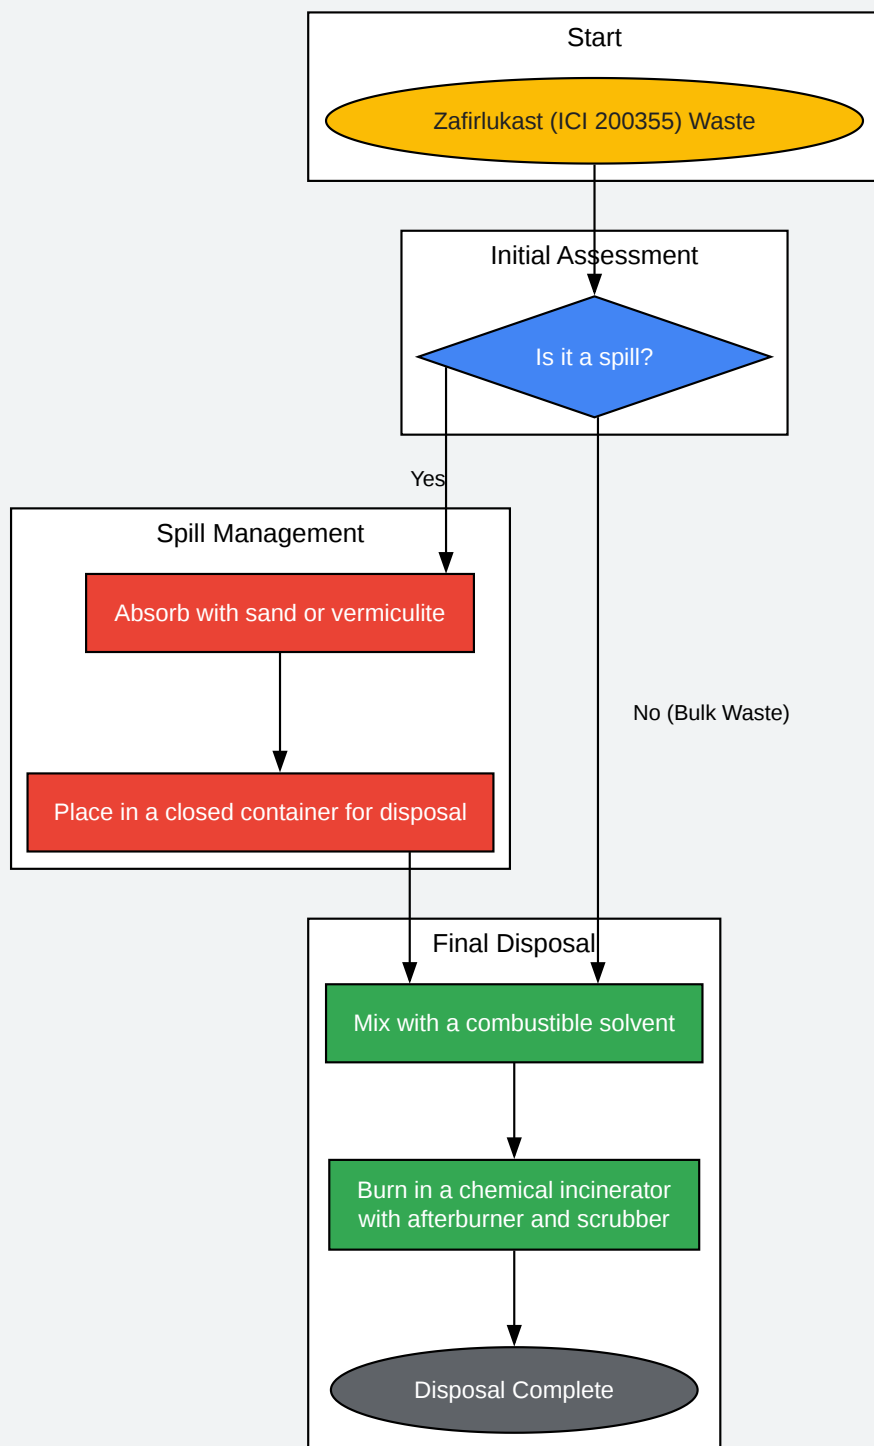 Start
Zafirlukast (ICI 200355) Waste
Initial Assessment
Is it a spill?
Yes
Spill Management
Absorb with sand or vermiculite
No (Bulk Waste)
Place in a closed container for disposal
Final Disposal
Mix with a combustible solvent
Burn in a chemical incinerator
with afterburner and scrubber
Disposal Complete